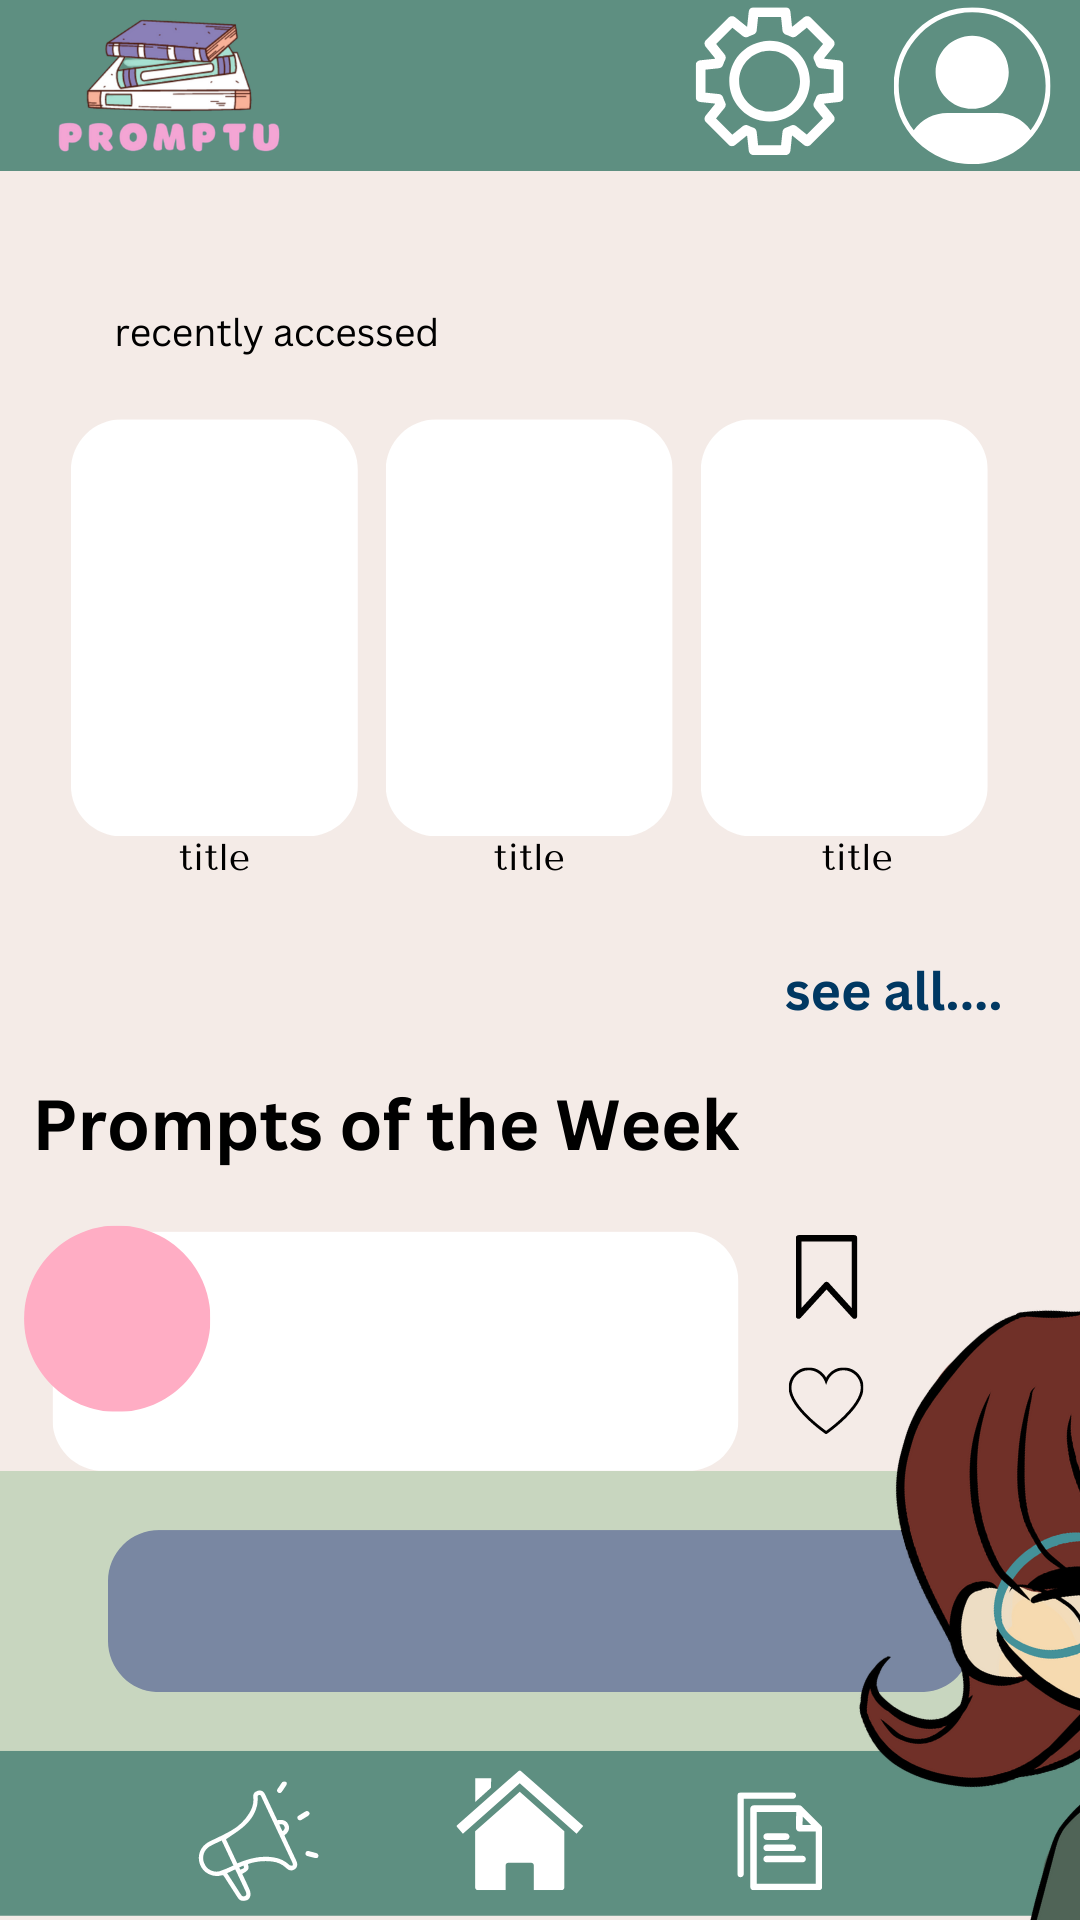 PROMPTU
recently accessed
title title title
see all....
Prompts of the Week